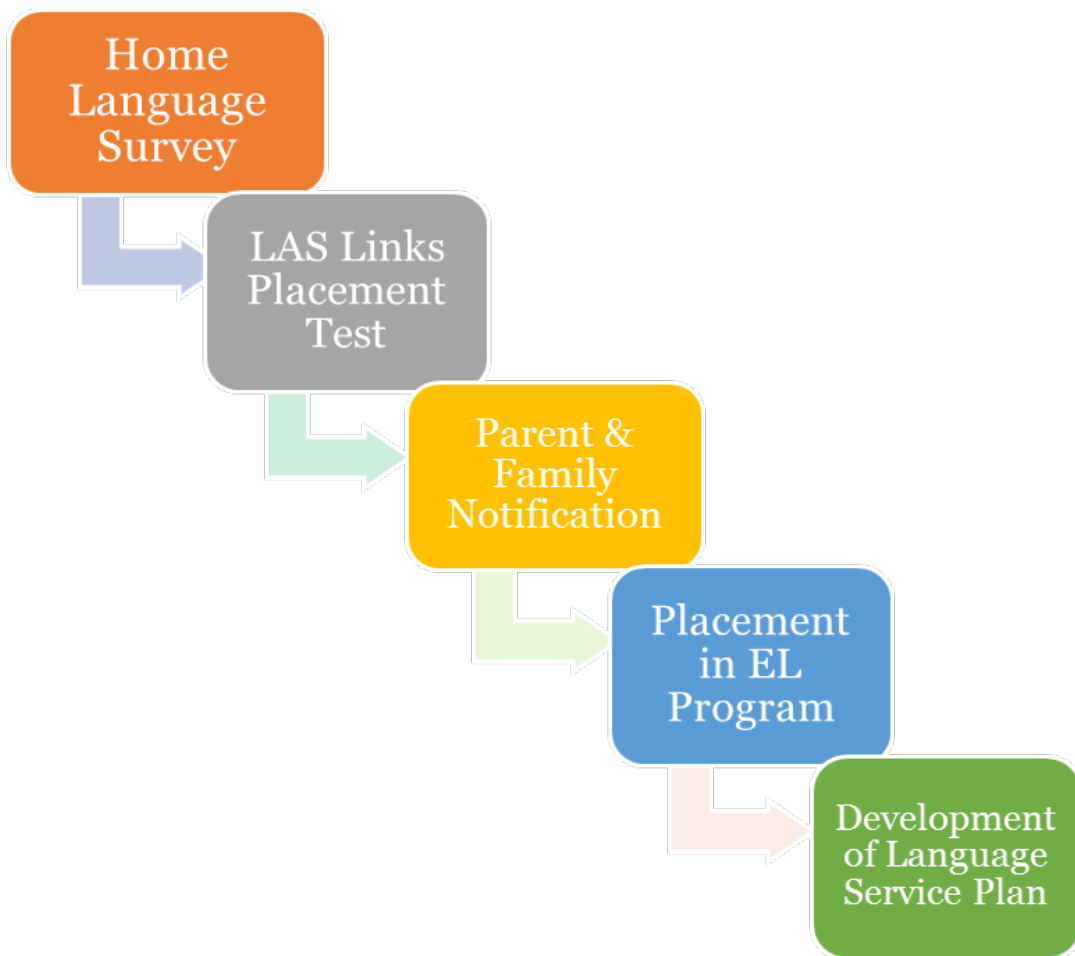 Home
Language
Survey
LAS Links
Placement
Test
Parent &
Family
Notification
Placement
in EL
Program
Development
of Language
Service Plan